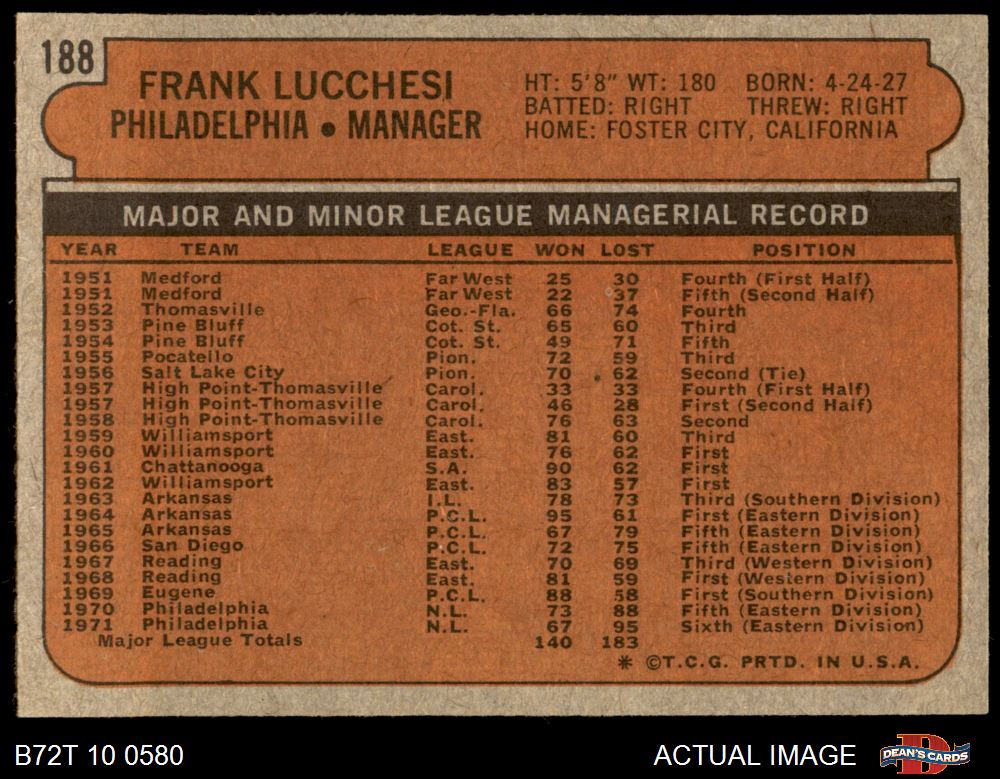 188
FRANK LUCCHESI
PHILADELPHIA • MANAGER
HT: 5'8" WT: 180 BORN: 4-24-27
BATTED: RIGHT THREW: RIGHT
HOME: FOSTER CITY, CALIFORNIA
MAJOR AND MINOR LEAGUE MANAGERIAL RECORD
YEAR TEAM LEAGUE WON LOST POSITION
1951 Medford Far West 25 30 Fourth (First Half)
1951 Medford Far West 22 37 Fifth (Second Half)
1952 Thomasville Geo.-Fla. 66 74 Fourth
1953 Pine Bluff Cot. St. 65 60 Third
1954 Pine Bluff Cot. St. 49 71 Fifth
1955 Pocatello Pion. 72 59 Third
1956 Salt Lake City Pion. 70 62 Second (Tie)
1957 High Point-Thomasville Carol. 33 33 Fourth (First Half)
1957 High Point-Thomasville Carol. 46 28 First (Second Half)
1958 High Point-Thomasville Carol. 76 63 Second
1959 Williamsport East. 81 60 Third
1960 Williamsport East. 76 62 First
1961 Chattanooga S.A. 90 62 First
1962 Williamsport East. 83 57 First
1963 Arkansas I.L. 78 73 Third (Southern Division)
1964 Arkansas P.C.L. 95 61 First (Eastern Division)
1965 Arkansas P.C.L. 67 79 Fifth (Eastern Division)
1966 San Diego P.C.L. 72 75 Fifth (Eastern Division)
1967 Reading East. 70 69 Third (Western Division)
1968 Reading East. 81 59 First (Western Division)
1969 Eugene P.C.L. 88 58 First (Southern Division)
1970 Philadelphia N.L. 73 88 Fifth (Eastern Division)
1971 Philadelphia N.L. 67 95 Sixth (Eastern Division)
Major League Totals 140 183
* ©T.C.G. PRTD. IN U.S.A.
B72T 10 0580 ACTUAL IMAGE DEAN'S CARDS